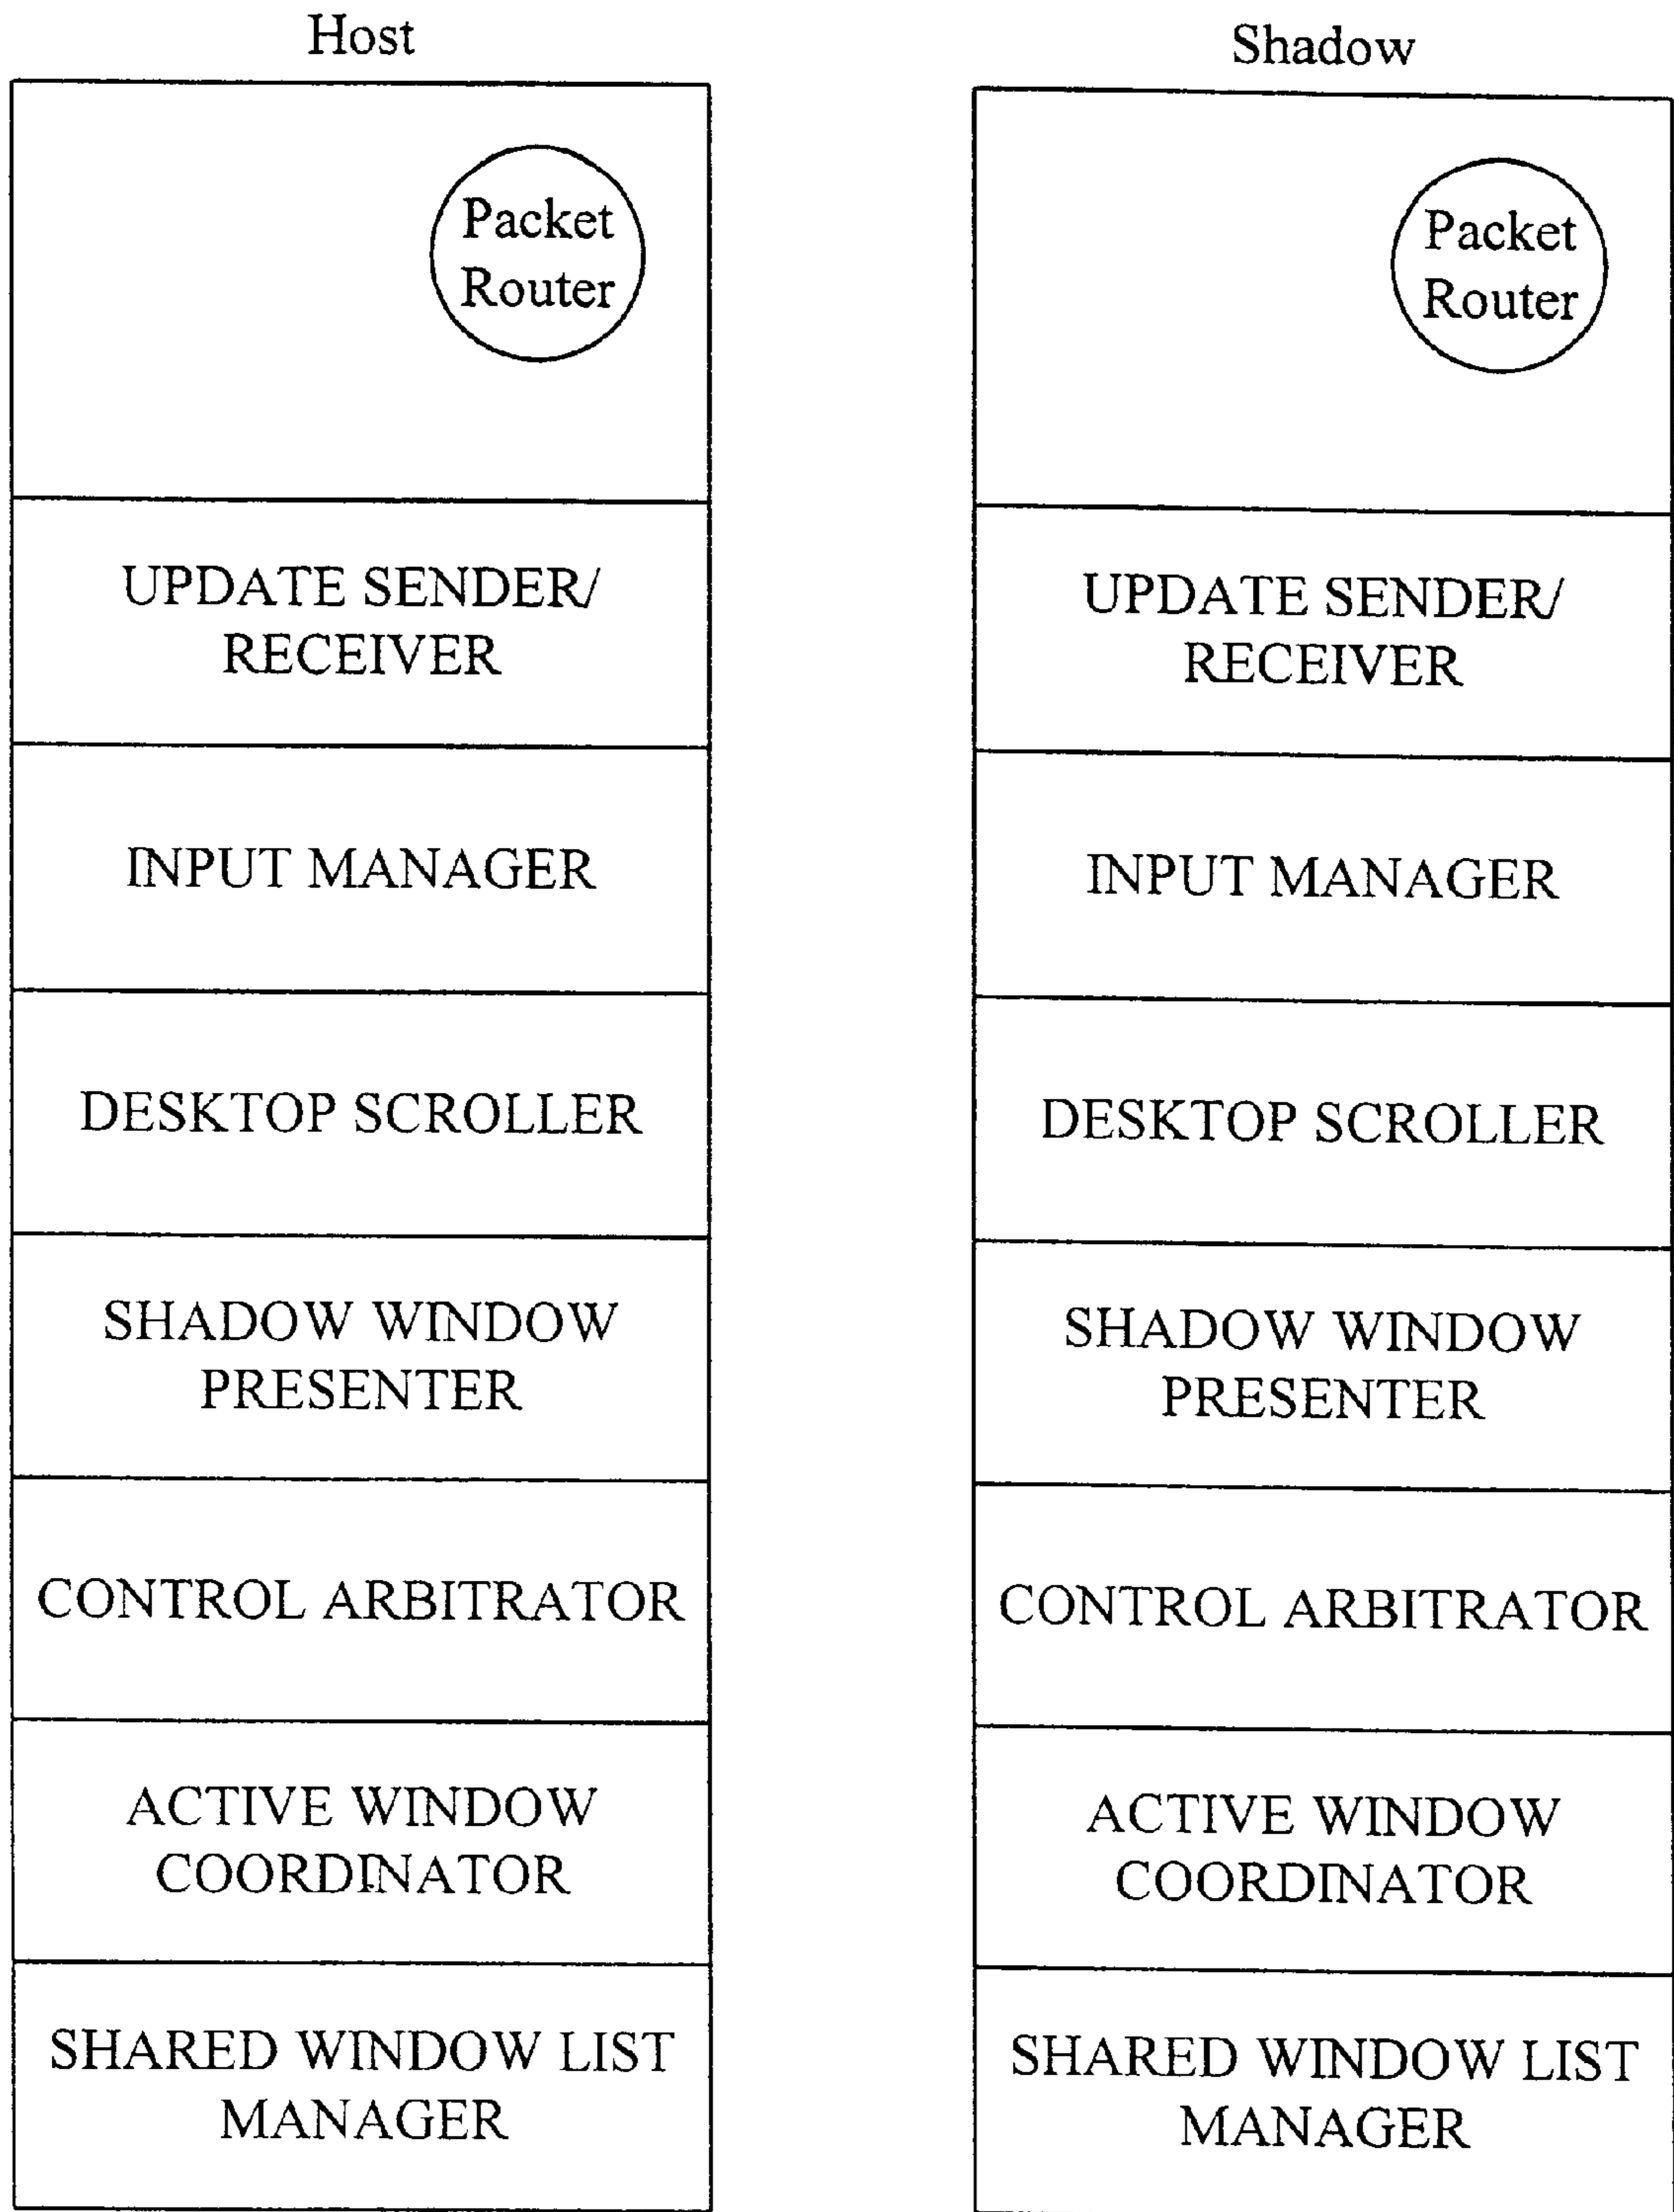 Host
Packet
Router
UPDATE SENDER/
RECEIVER
INPUT MANAGER
DESKTOP SCROLLER
SHADOW WINDOW
PRESENTER
CONTROL ARBITRATOR
ACTIVE WINDOW
COORDINATOR
SHARED WINDOW LIST
MANAGER
Shadow
Packet
Router
UPDATE SENDER/
RECEIVER
INPUT MANAGER
DESKTOP SCROLLER
SHADOW WINDOW
PRESENTER
CONTROL ARBITRATOR
ACTIVE WINDOW
COORDINATOR
SHARED WINDOW LIST
MANAGER